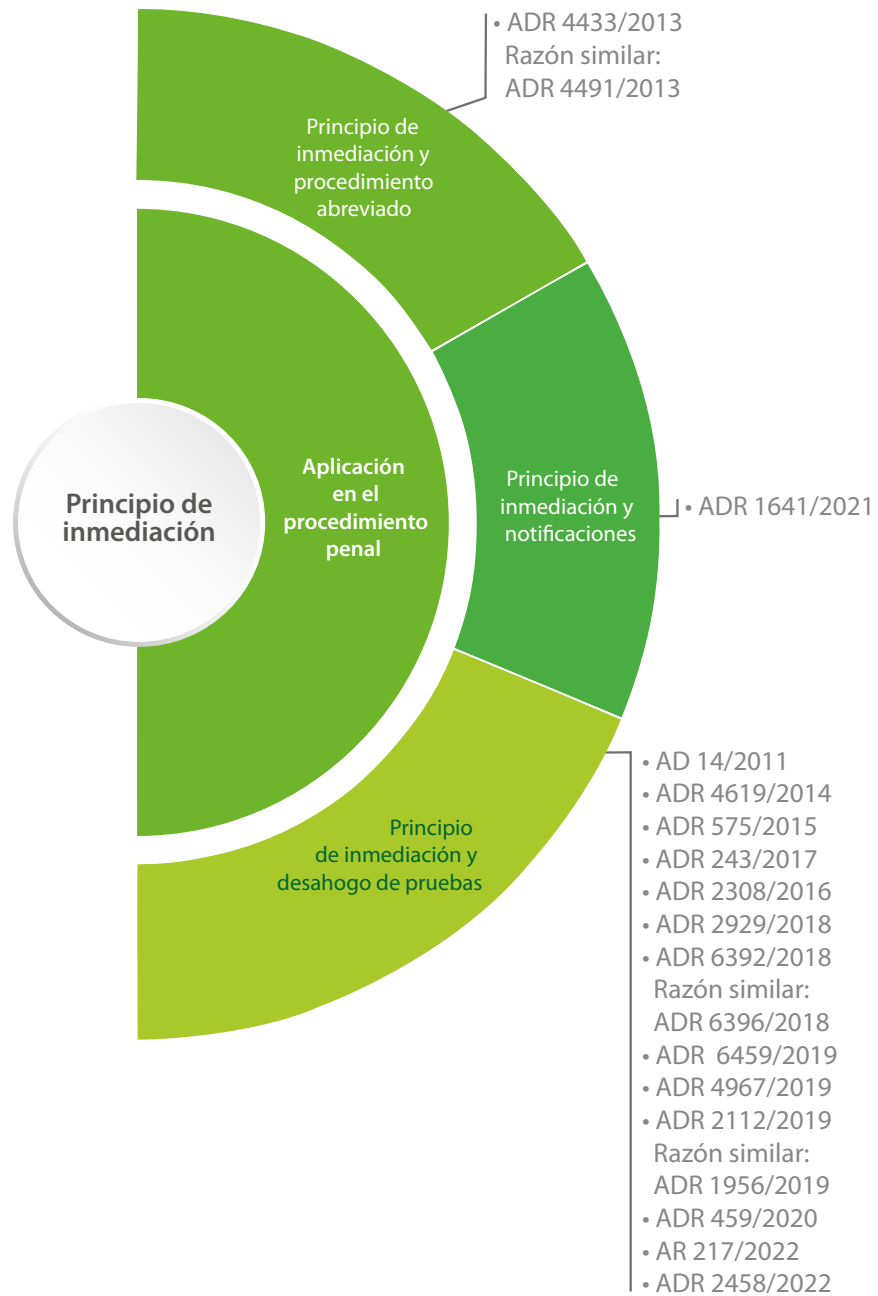 • ADR 4433/2013
Razón similar:
ADR 4491/2013
Principio de
inmediación y
procedimiento
abreviado
Principio de
inmediación
Aplicación
en el
procedimiento
penal
Principio de
inmediación y
notificaciones
• ADR 1641/2021
Principio
de inmediación y
desahogo de pruebas
• AD 14/2011
• ADR 4619/2014
• ADR 575/2015
• ADR 243/2017
• ADR 2308/2016
• ADR 2929/2018
• ADR 6392/2018
Razón similar:
ADR 6396/2018
• ADR 6459/2019
• ADR 4967/2019
• ADR 2112/2019
Razón similar:
ADR 1956/2019
• ADR 459/2020
• AR 217/2022
• ADR 2458/2022